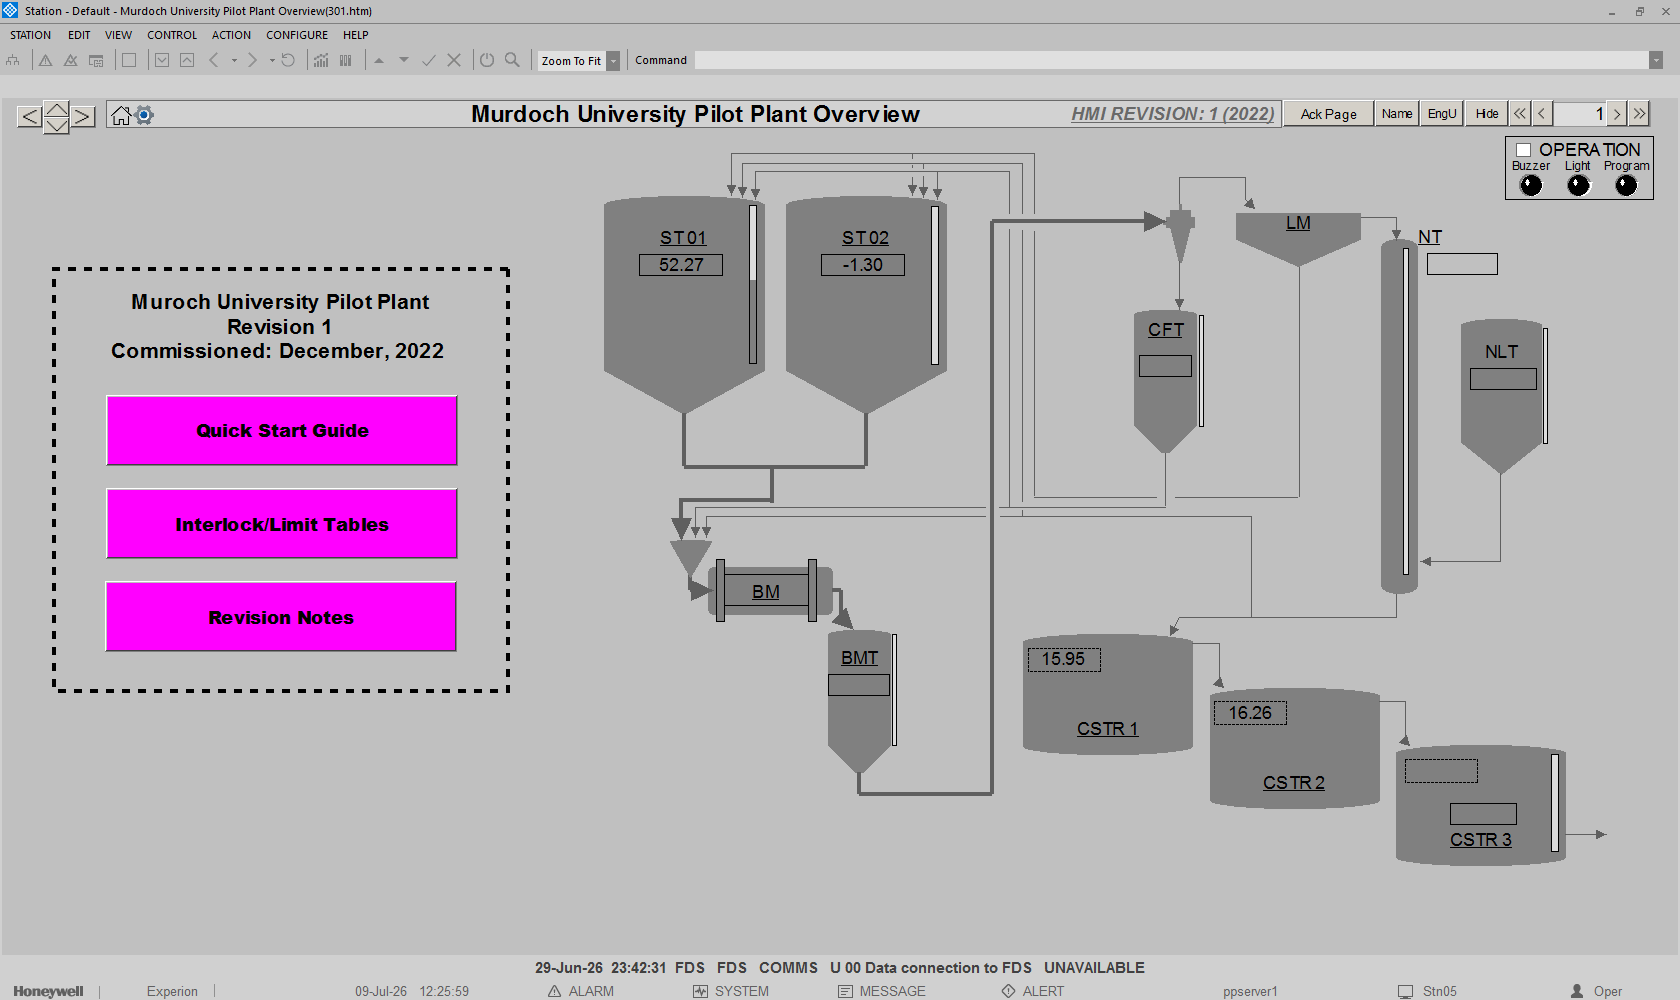 Station - Default - Murdoch University Pilot Plant Overview(301.htm)
STATION EDIT VIEW CONTROL ACTION CONFIGURE HELP
Zoom To Fit Command
Murdoch University Pilot Plant Overview
HMI REVISION: 1 (2022)
Ack Page Name EngU Hide 1
OPERATION
Buzzer Light Program
ST01
52.27
ST02
-1.30
LM
NT
CFT
NLT
Muroch University Pilot Plant
Revision 1
Commissioned: December, 2022
Quick Start Guide
Interlock/Limit Tables
Revision Notes
BM
BMT
15.95
CSTR 1
16.26
CSTR 2
CSTR 3
29-Jun-26 23:42:31 FDS FDS COMMS U 00 Data connection to FDS UNAVAILABLE
Honeywell Experion 09-Jul-26 12:25:59 ALARM SYSTEM MESSAGE ALERT ppserver1 Stn05 Oper